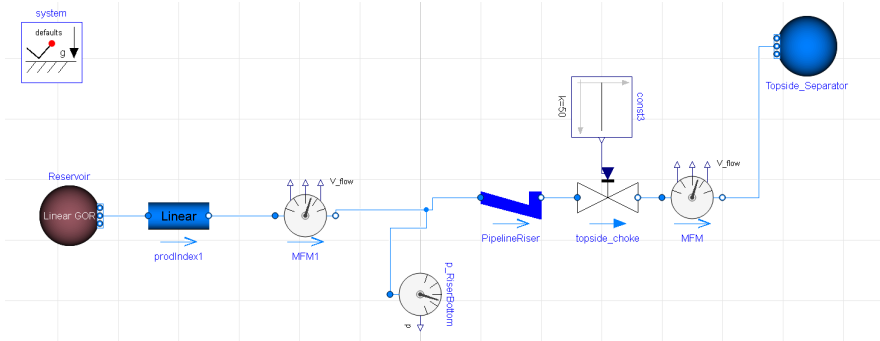 system
defaults
g
const3
k=50
Topside_Separator
V_flow
Reservoir
V_flow
Linear GOR
Linear
prodIndex1
MFM1
PipelineRiser
topside_choke
MFM
p_RiserBottom
p